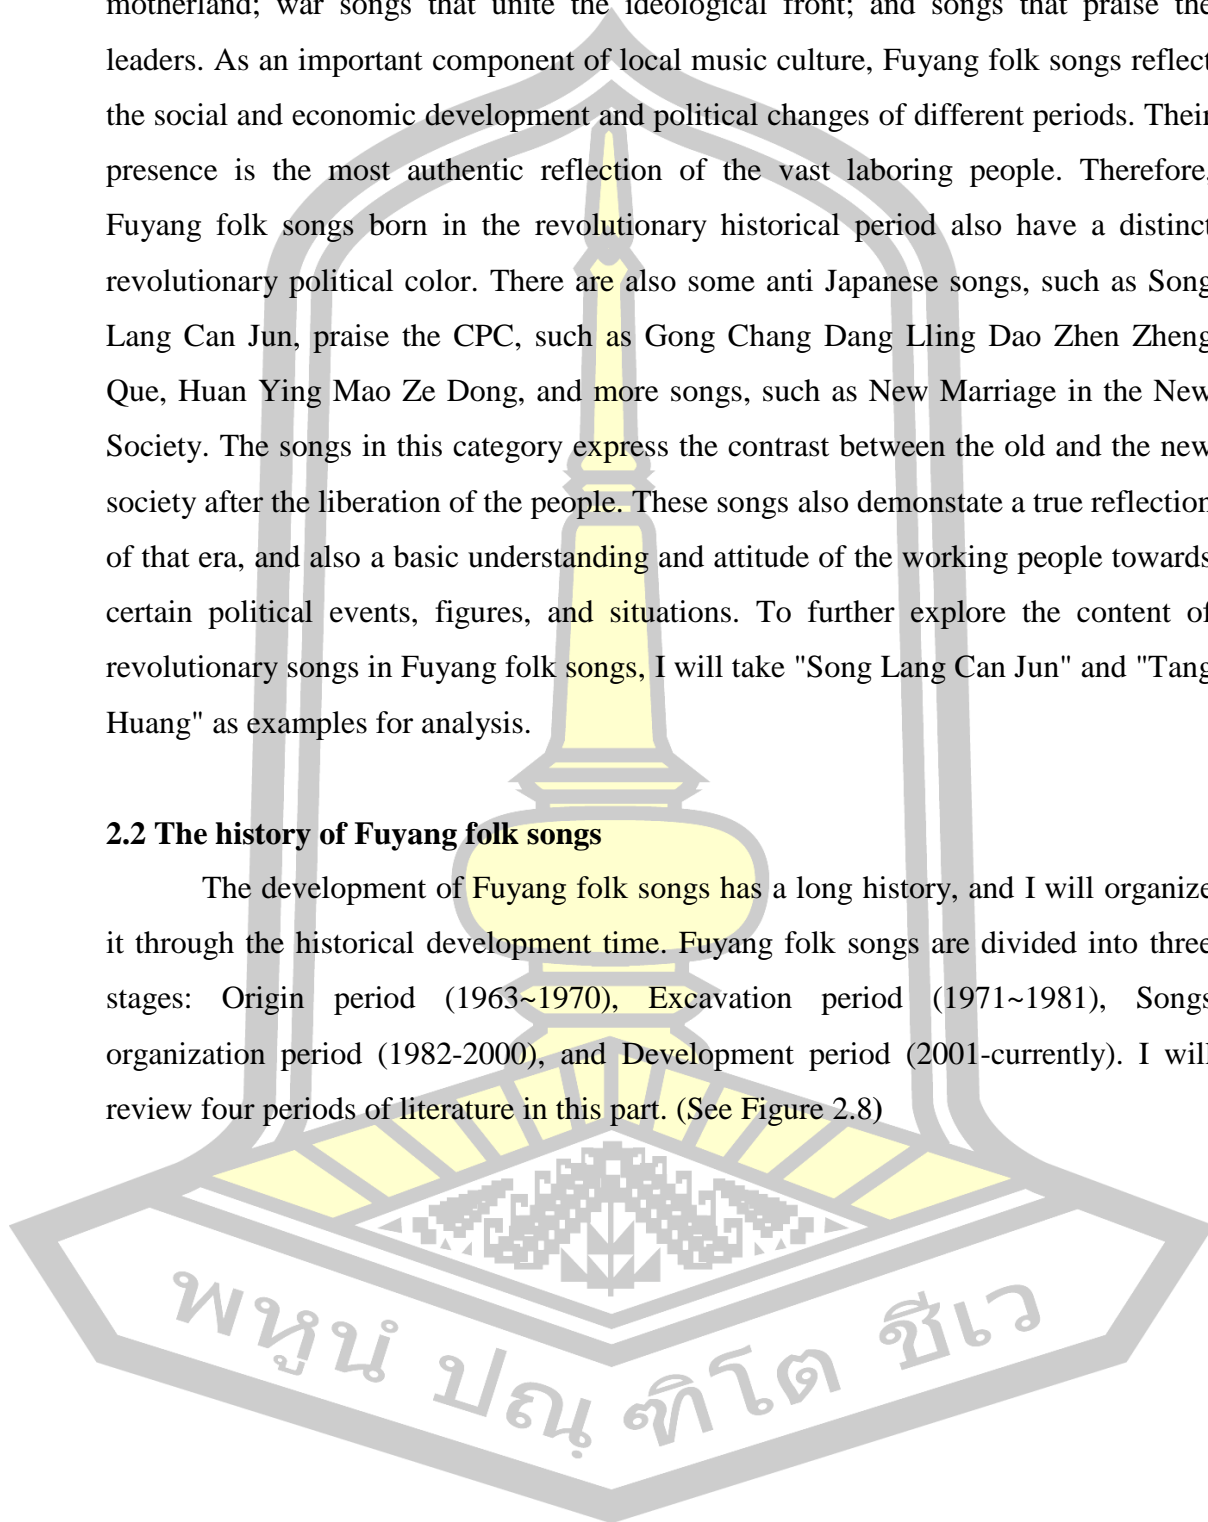 motherland; war songs that unite the ideological front; and songs that praise the
leaders. As an important component of local music culture, Fuyang folk songs reflect
the social and economic development and political changes of different periods. Their
presence is the most authentic reflection of the vast laboring people. Therefore,
Fuyang folk songs born in the revolutionary historical period also have a distinct
revolutionary political color. There are also some anti Japanese songs, such as Song
Lang Can Jun, praise the CPC, such as Gong Chang Dang Lling Dao Zhen Zheng
Que, Huan Ying Mao Ze Dong, and more songs, such as New Marriage in the New
Society. The songs in this category express the contrast between the old and the new
society after the liberation of the people. These songs also demonstate a true reflection
of that era, and also a basic understanding and attitude of the working people towards
certain political events, figures, and situations. To further explore the content of
revolutionary songs in Fuyang folk songs, I will take "Song Lang Can Jun" and "Tang
Huang" as examples for analysis.
2.2 The history of Fuyang folk songs
The development of Fuyang folk songs has a long history, and I will organize
it through the historical development time. Fuyang folk songs are divided into three
stages: Origin period (1963~1970), Excavation period (1971~1981), Songs
organization period (1982-2000), and Development period (2001-currently). I will
review four periods of literature in this part. (See Figure 2.8)
พหูนํ ปณฺฑิโต ชีเว